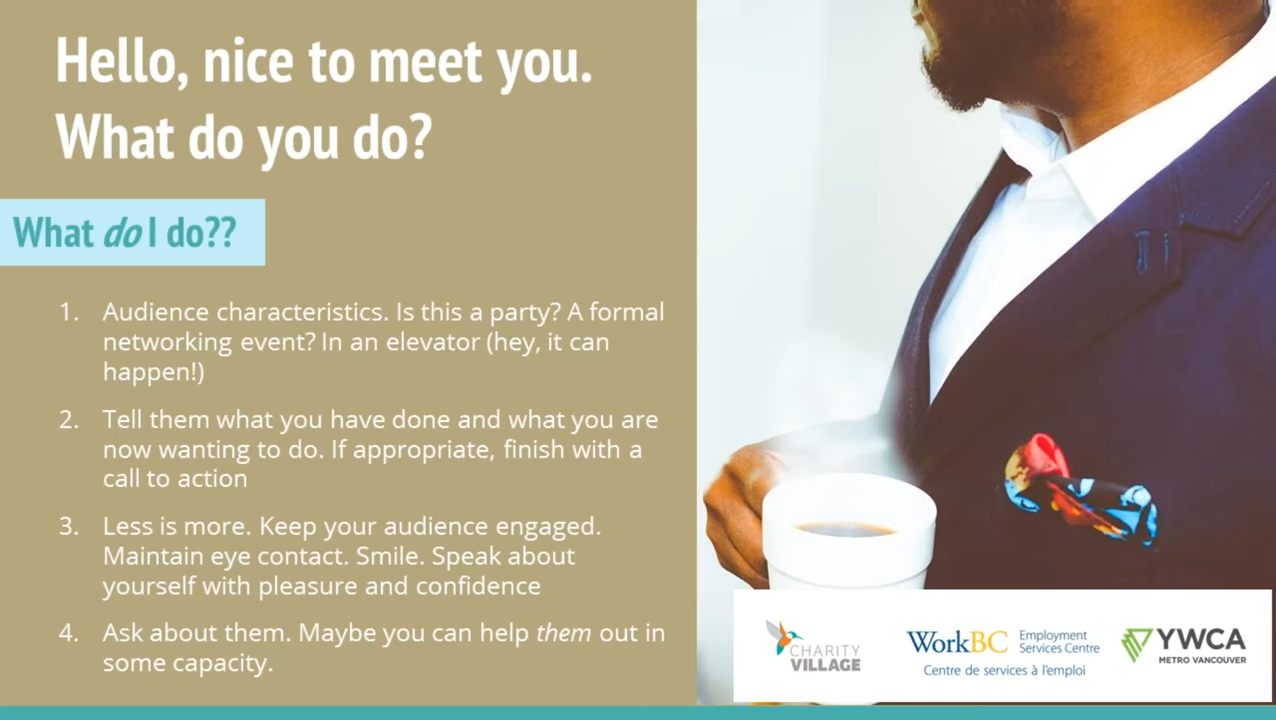 Hello, nice to meet you.
What do you do?
What do I do??
1. Audience characteristics. Is this a party? A formal
networking event? In an elevator (hey, it can
happen!)
2. Tell them what you have done and what you are
now wanting to do. If appropriate, finish with a
call to action
3. Less is more. Keep your audience engaged.
Maintain eye contact. Smile. Speak about
yourself with pleasure and confidence
4. Ask about them. Maybe you can help them out in
some capacity.
CHARITY
VILLAGE
WorkBC Employment
Services Centre
Centre de services à l'emploi
YWCA
METRO VANCOUVER